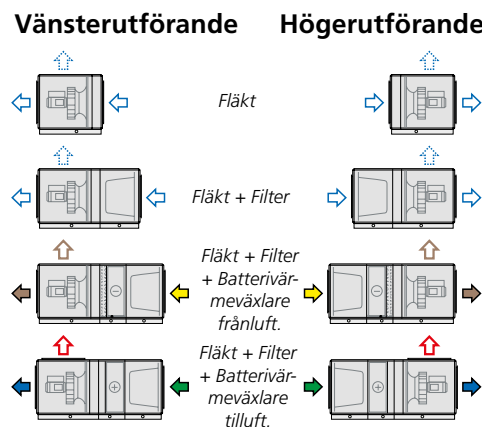 Vänsterutförande
Högerutförande
Fläkt
Fläkt + Filter
Fläkt + Filter
+ Batterivär-
meväxlare
frånluft.
Fläkt + Filter
+ Batterivär-
meväxlare
tilluft.